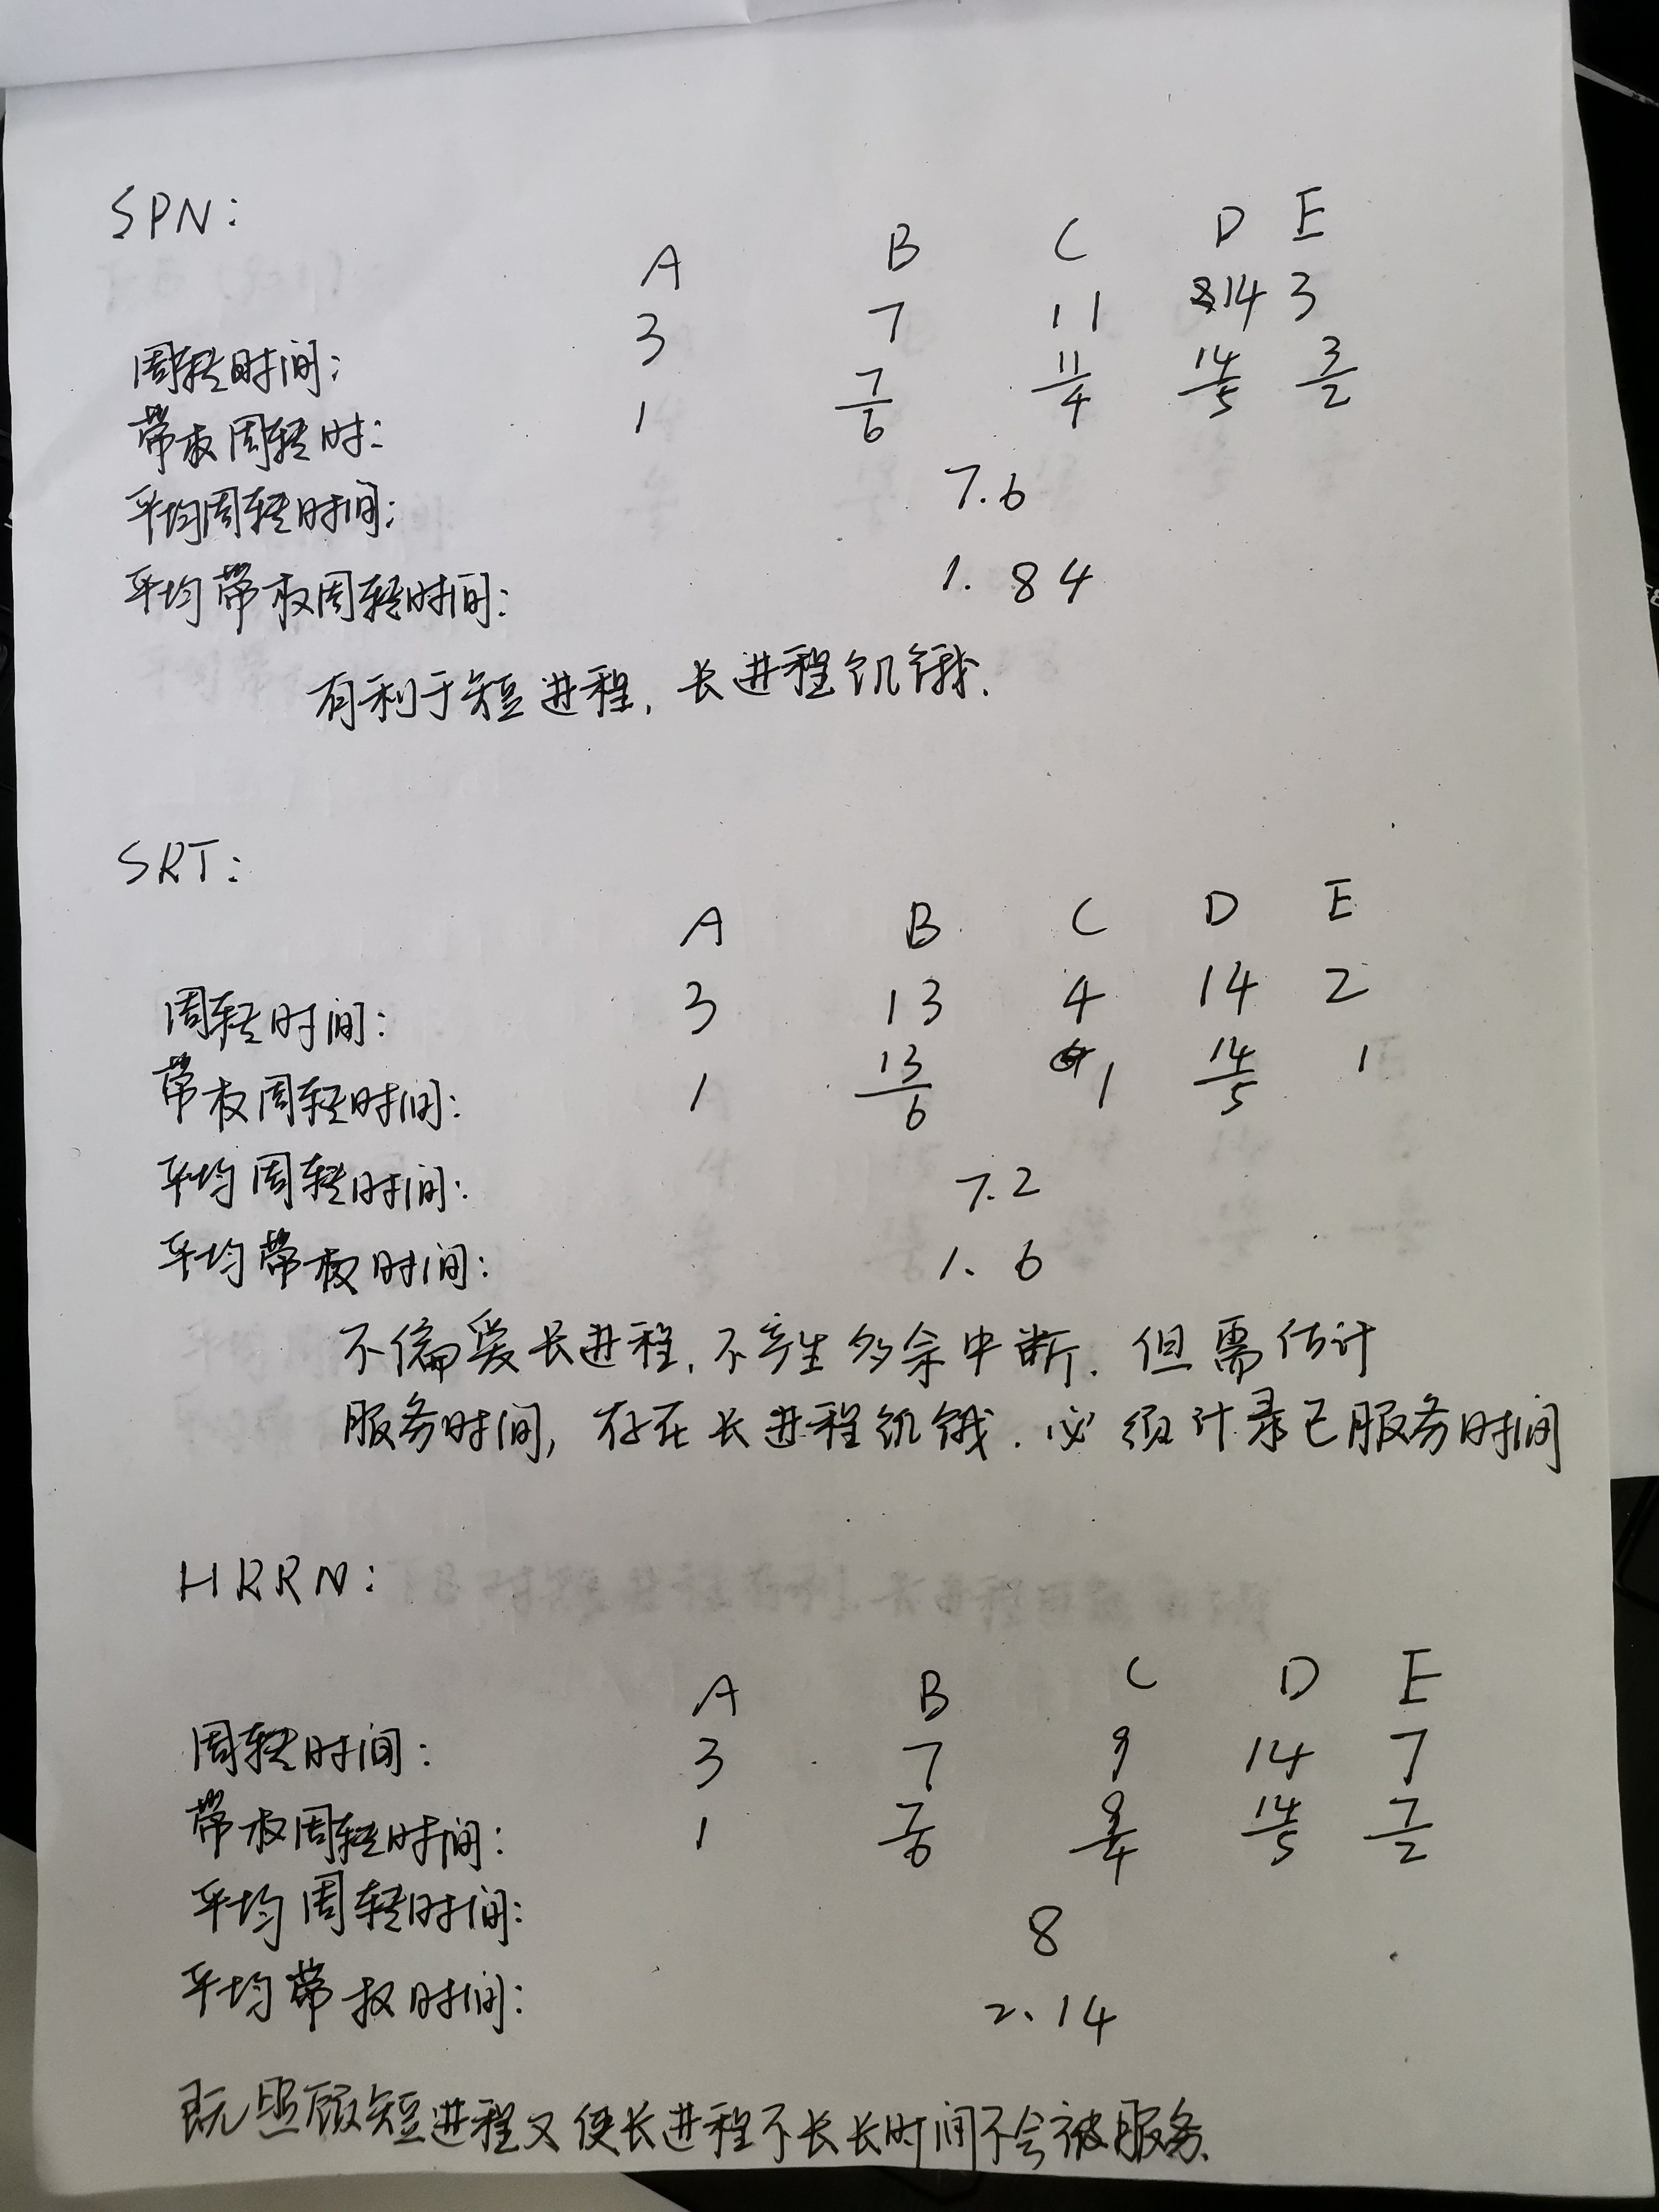 SPN:
A B C D E
周转时间: 3 7 11 14 3
带权周转时: 1 7/6 11/4 14/5 3/2
平均周转时间: 7.6
平均带权周转时间: 1.84
有利于短进程, 长进程饥饿.
SRT:
A B C D E
周转时间: 3 13 4 14 2
带权周转时间: 1 13/6 1 14/5 1
平均周转时间: 7.2
平均带权时间: 1.6
不偏爱长进程, 不产生多余中断. 但需估计
服务时间, 存在长进程饥饿. 必须计录已服务时间
HRRN:
A B C D E
周转时间: 3 7 9 14 7
带权周转时间: 1 7/6 9/4 14/5 7/2
平均周转时间: 8
平均带权时间: 2.14
既照顾短进程又使长进程不长长时间不会被服务.